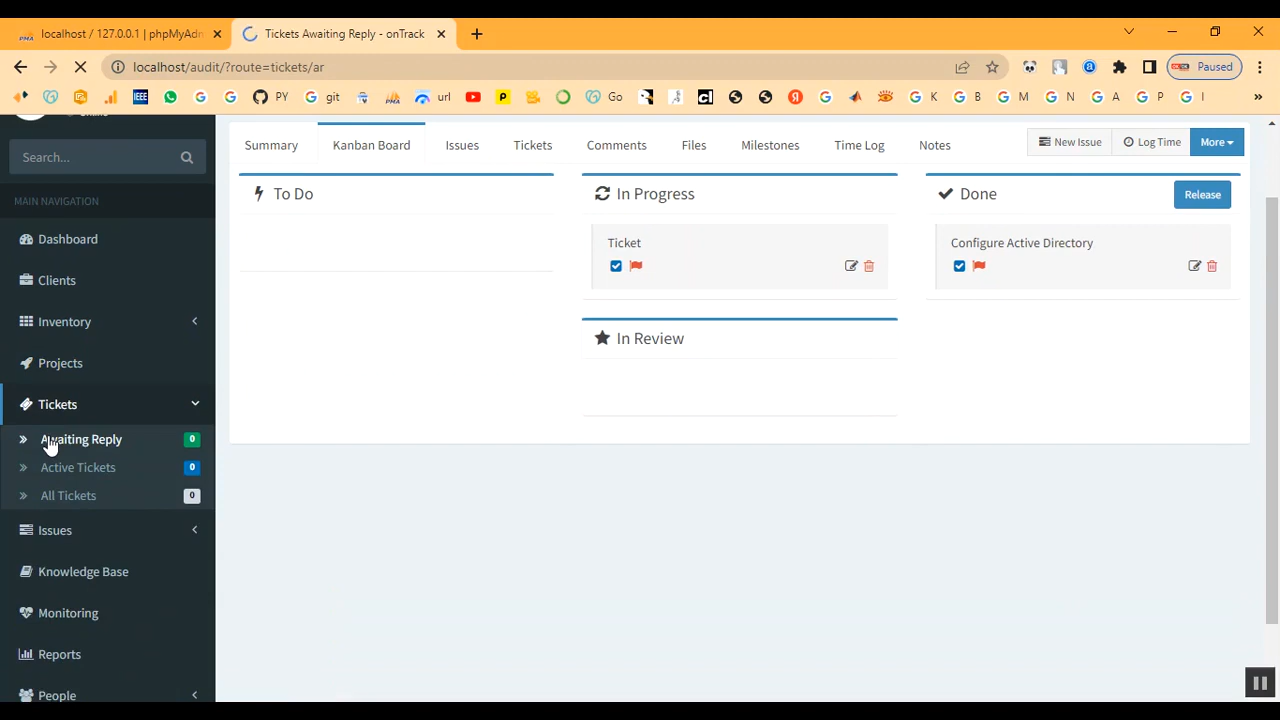 localhost / 127.0.0.1 | phpMyAdn
Tickets Awaiting Reply - onTrack
localhost/audit/?route=tickets/ar
Paused
IEEE
PY
git
url
Go
K
B
M
N
A
P
I
»
Search...
MAIN NAVIGATION
Dashboard
Clients
Inventory
Projects
Tickets
Awaiting Reply 0
Active Tickets 0
All Tickets 0
Issues
Knowledge Base
Monitoring
Reports
People
Summary
Kanban Board
Issues
Tickets
Comments
Files
Milestones
Time Log
Notes
New Issue
Log Time
More
To Do
In Progress
Ticket
In Review
Done
Release
Configure Active Directory